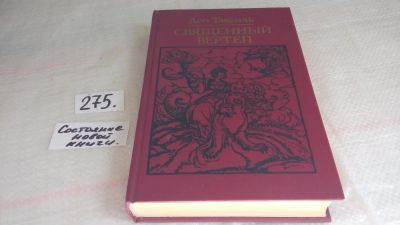 Лео Таксиль
СВЯЩЕННЫЙ
ВЕРТЕП
275.
Состояние
новой
книги.